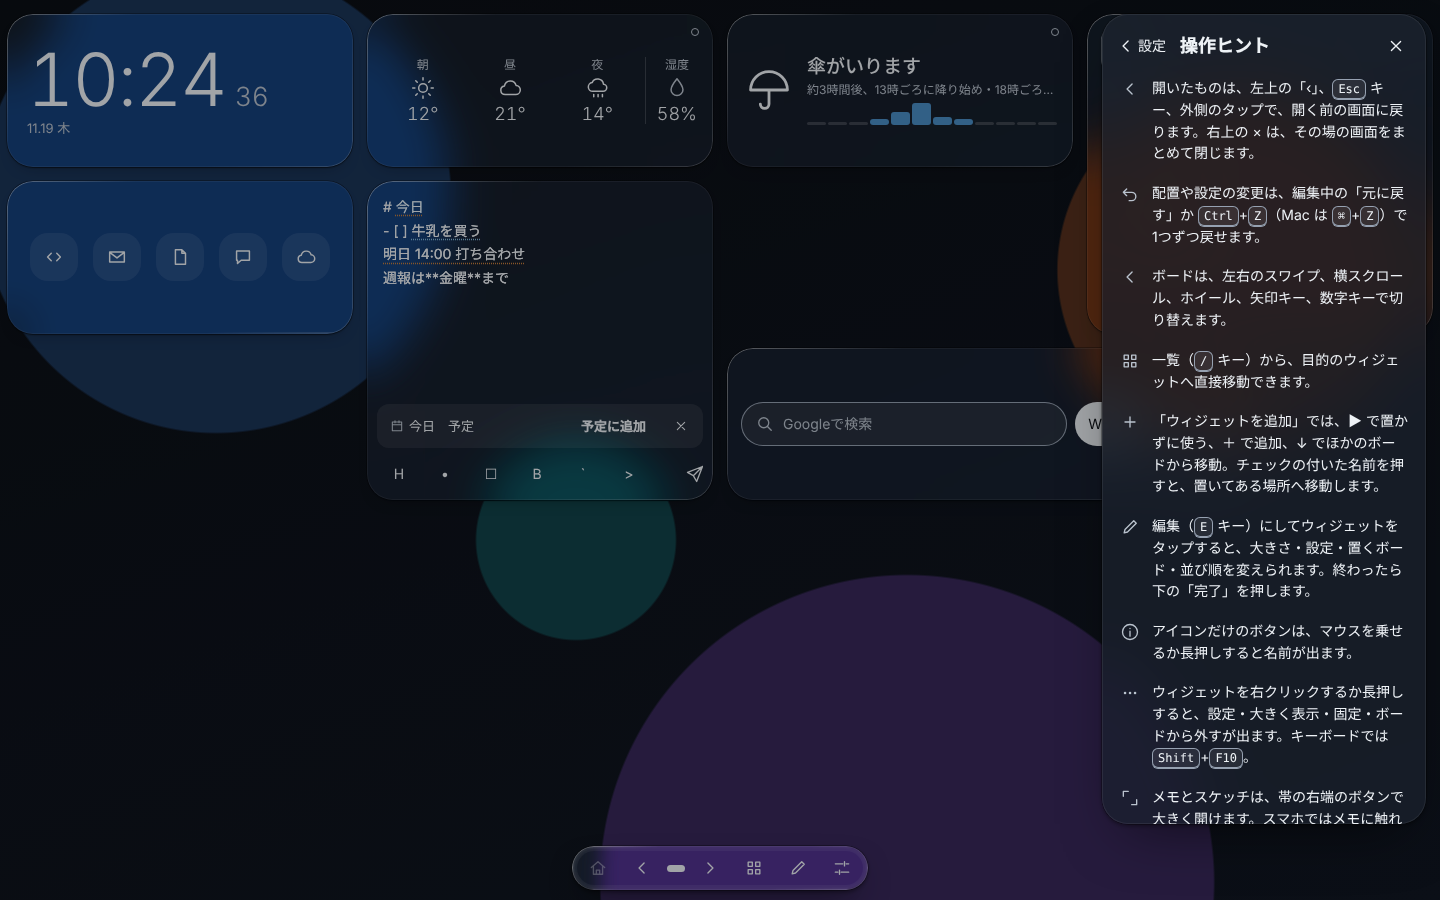 10:24 36
11.19 木
朝 昼 夜 湿度
12° 21° 14° 58%
傘がいります
約3時間後、13時ごろに降り始め・18時ごろ…
# 今日
- [ ] 牛乳を買う
明日 14:00 打ち合わせ
週報は**金曜**まで
今日 予定 予定に追加
H • □ B ` >
Googleで検索
W
設定 操作ヒント
開いたものは、左上の「‹」、Esc キ
ー、外側のタップで、開く前の画面に戻
ります。右上の × は、その場の画面をま
とめて閉じます。
配置や設定の変更は、編集中の「元に戻
す」か Ctrl+Z（Mac は ⌘+Z）で
1つずつ戻せます。
ボードは、左右のスワイプ、横スクロー
ル、ホイール、矢印キー、数字キーで切
り替えます。
一覧（/ キー）から、目的のウィジェ
ットへ直接移動できます。
「ウィジェットを追加」では、▶ で置か
ずに使う、＋ で追加、↓ でほかのボー
ドから移動。チェックの付いた名前を押
すと、置いてある場所へ移動します。
編集（E キー）にしてウィジェットを
タップすると、大きさ・設定・置くボー
ド・並び順を変えられます。終わったら
下の「完了」を押します。
アイコンだけのボタンは、マウスを乗せ
るか長押しすると名前が出ます。
ウィジェットを右クリックするか長押し
すると、設定・大きく表示・固定・ボー
ドから外すが出ます。キーボードでは
Shift+F10。
メモとスケッチは、帯の右端のボタンで
大きく開けます。スマホではメモに触れ